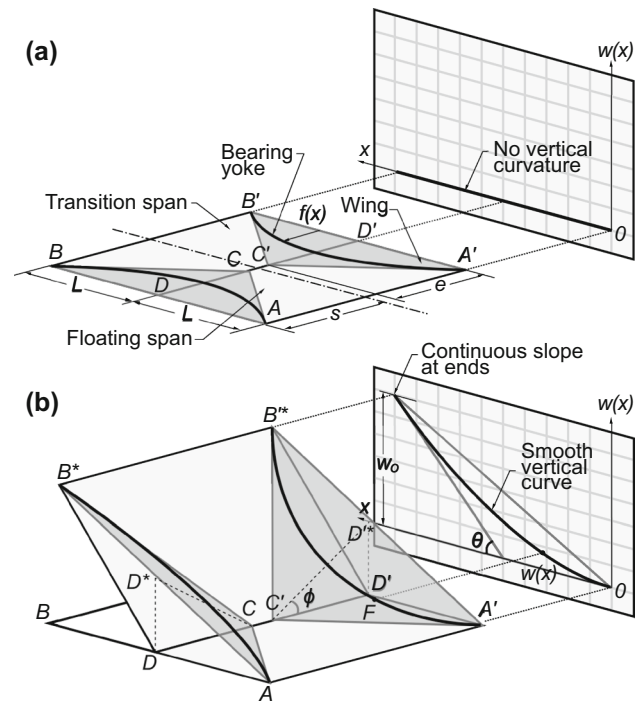 (a)
w(x)
x
No vertical
curvature
0
Bearing
yoke
B'
f(x)
Transition span
Wing
D'
B
C
C'
A'
L
D
L
A
s
e
Floating span
(b)
Continuous slope
at ends
w(x)
B'*
w₀
Smooth
vertical
curve
B*
x
D'*
θ
w(x)
0
D*
D'
C
C'
ϕ
F
A'
B
D
A